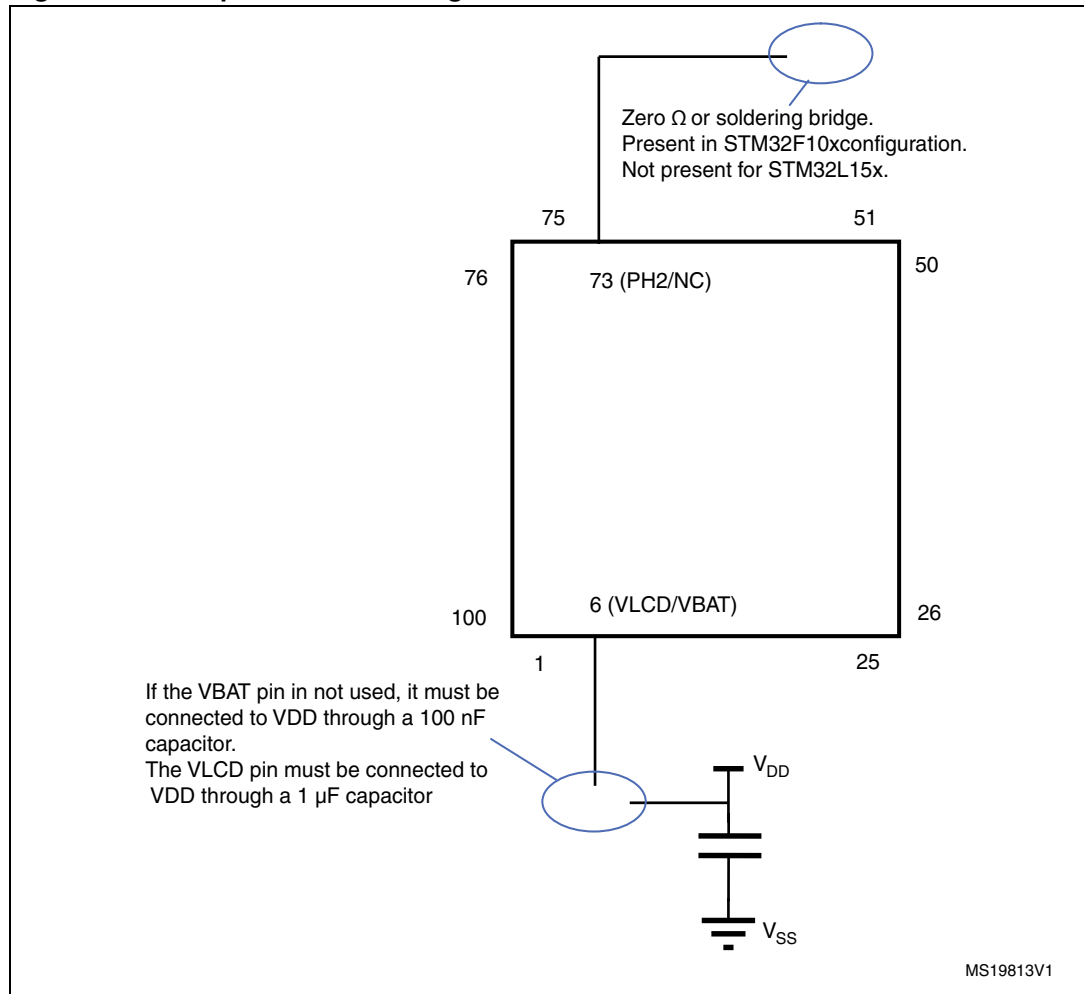 Zero Ω or soldering bridge.
Present in STM32F10xconfiguration.
Not present for STM32L15x.
75
51
76
73 (PH2/NC)
50
100
6 (VLCD/VBAT)
26
1
25
If the VBAT pin in not used, it must be
connected to VDD through a 100 nF
capacitor.
The VLCD pin must be connected to
VDD through a 1 µF capacitor
VDD
VSS
MS19813V1